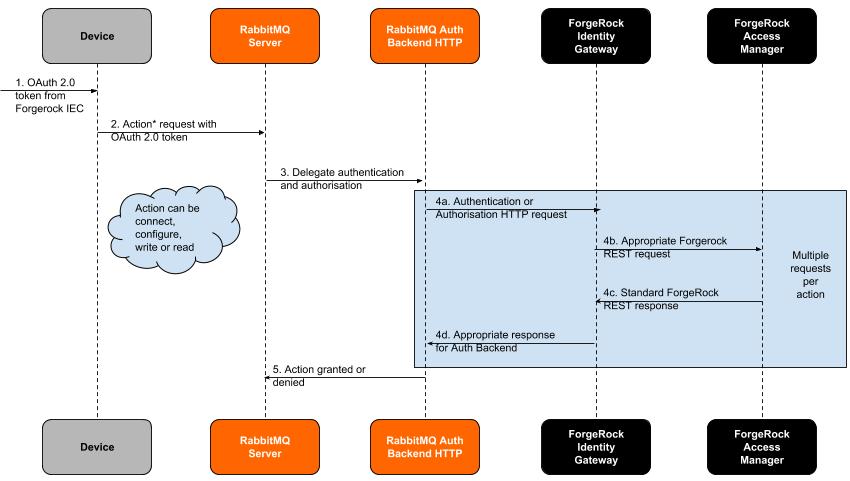 Device
RabbitMQ
Server
RabbitMQ Auth
Backend HTTP
ForgeRock
Identity
Gateway
ForgeRock
Access
Manager
1. OAuth 2.0
token from
Forgerock IEC
2. Action* request with
OAuth 2.0 token
3. Delegate authentication
and authorisation
Action can be
connect,
configure,
write or read
4a. Authentication or
Authorisation HTTP request
4b. Appropriate Forgerock
REST request
Multiple
requests
per
action
4c. Standard ForgeRock
REST response
4d. Appropriate response
for Auth Backend
5. Action granted or
denied
Device
RabbitMQ
Server
RabbitMQ Auth
Backend HTTP
ForgeRock
Identity
Gateway
ForgeRock
Access
Manager